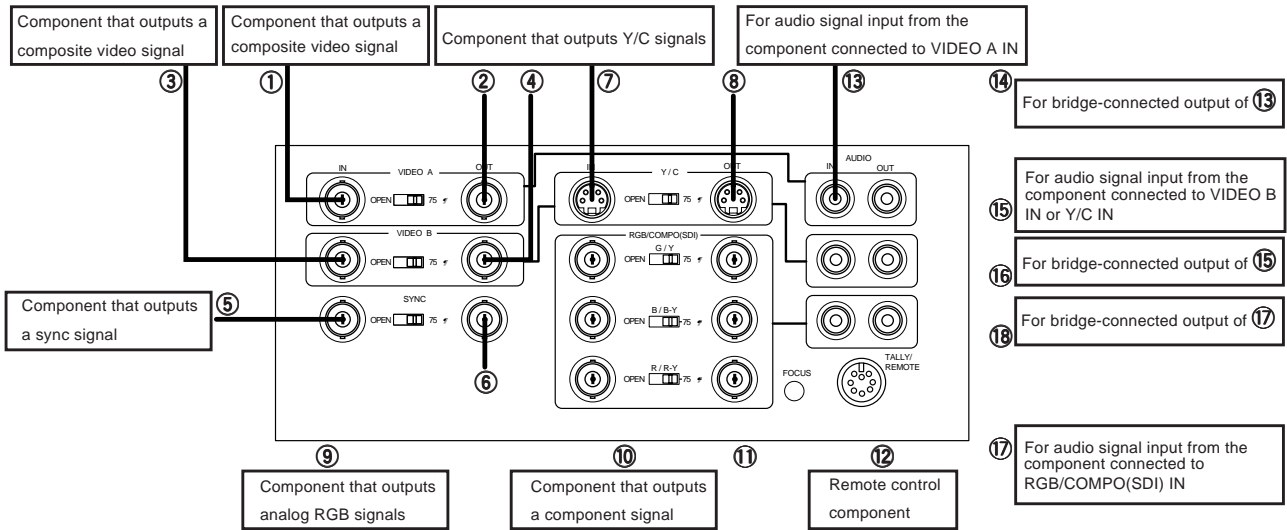 Component that outputs a
composite video signal
Component that outputs a
composite video signal
Component that outputs Y/C signals
For audio signal input from the
component connected to VIDEO A IN
③
①
②
④
⑦
⑧
⑬
⑭
For bridge-connected output of ⑬
IN
VIDEO A
OUT
OPEN 75
IN
Y / C
OUT
OPEN 75
AUDIO
IN
OUT
For audio signal input from the
component connected to VIDEO B
IN or Y/C IN
⑮
VIDEO B
OPEN 75
RGB/COMPO(SDI)
G / Y
OPEN 75
⑯
For bridge-connected output of ⑮
Component that outputs
a sync signal
⑤
SYNC
OPEN 75
B / B-Y
OPEN 75
⑱
For bridge-connected output of ⑰
⑥
R / R-Y
OPEN 75
FOCUS
TALLY/
REMOTE
⑨
Component that outputs
analog RGB signals
⑩
Component that outputs
a component signal
⑪
⑫
Remote control
component
⑰
For audio signal input from the
component connected to
RGB/COMPO(SDI) IN